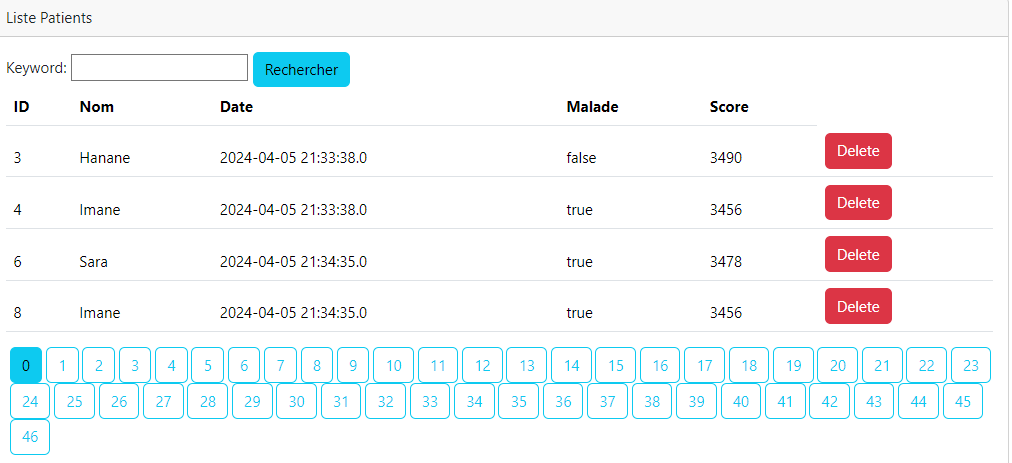 Liste Patients
Keyword: Rechercher
ID Nom Date Malade Score
3 Hanane 2024-04-05 21:33:38.0 false 3490 Delete
4 Imane 2024-04-05 21:33:38.0 true 3456 Delete
6 Sara 2024-04-05 21:34:35.0 true 3478 Delete
8 Imane 2024-04-05 21:34:35.0 true 3456 Delete
0 1 2 3 4 5 6 7 8 9 10 11 12 13 14 15 16 17 18 19 20 21 22 23
24 25 26 27 28 29 30 31 32 33 34 35 36 37 38 39 40 41 42 43 44 45
46